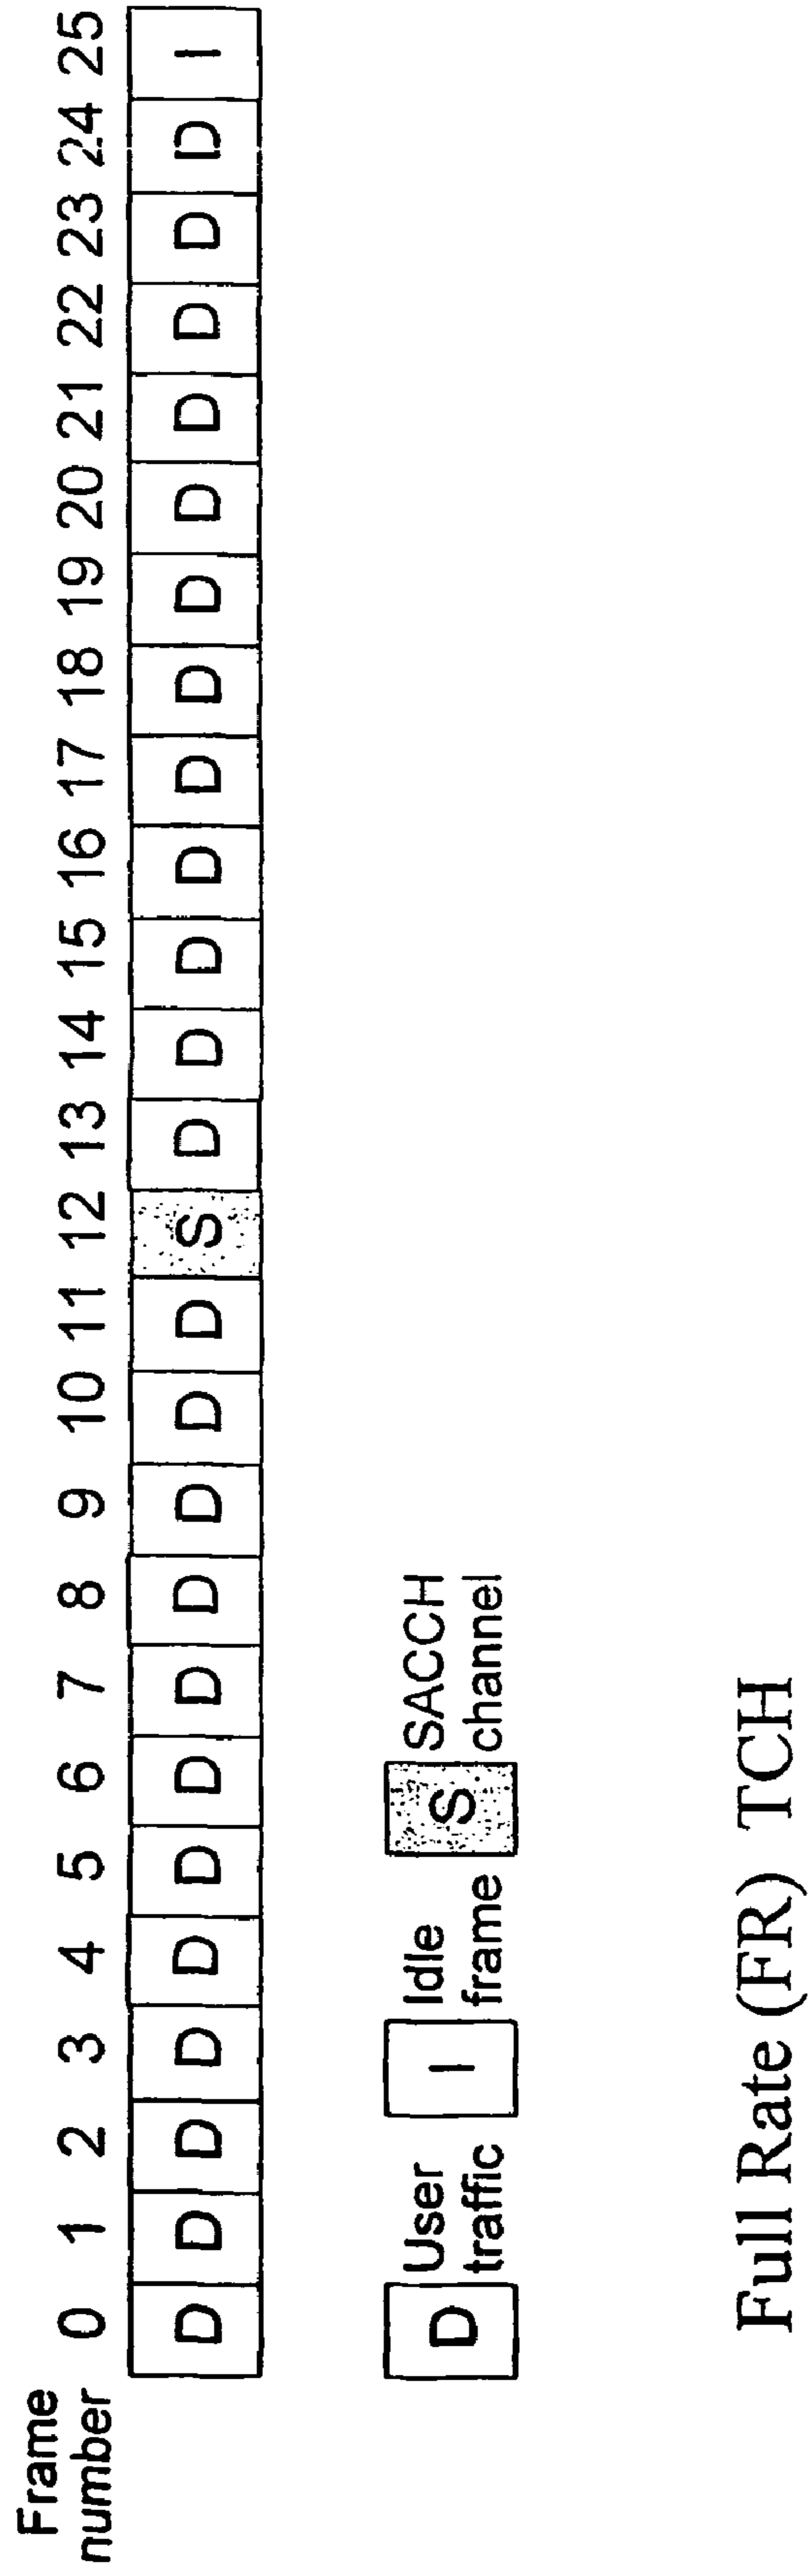 Frame
number
0 1 2 3 4 5 6 7 8 9 10 11 12 13 14 15 16 17 18 19 20 21 22 23 24 25
D D D D D D D D D D D D S D D D D D D D D D D D D I
D User
traffic
I Idle
frame
S SACCH
channel
Full Rate (FR) TCH